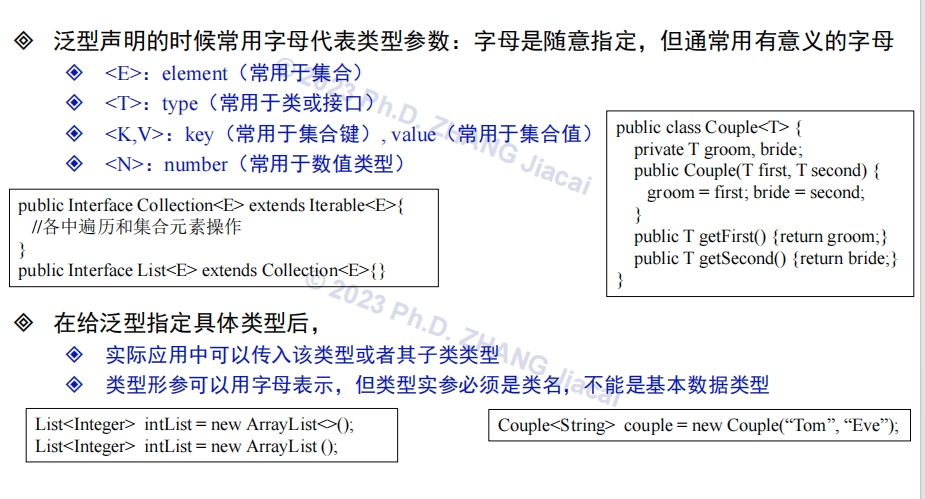 泛型声明的时候常用字母代表类型参数：字母是随意指定，但通常用有意义的字母
<E>：element（常用于集合）
<T>：type（常用于类或接口）
<K,V>：key（常用于集合键）, value（常用于集合值）
<N>：number（常用于数值类型）
public Interface Collection<E> extends Iterable<E>{
//各中遍历和集合元素操作
}
public Interface List<E> extends Collection<E>{}
public class Couple<T> {
private T groom, bride;
public Couple(T first, T second) {
groom = first; bride = second;
}
public T getFirst() {return groom;}
public T getSecond() {return bride;}
}
在给泛型指定具体类型后，
实际应用中可以传入该类型或者其子类类型
类型形参可以用字母表示，但类型实参必须是类名，不能是基本数据类型
List<Integer> intList = new ArrayList<>();
List<Integer> intList = new ArrayList ();
Couple<String> couple = new Couple(“Tom”, “Eve”);
© 2023 Ph.D. ZHANG Jiacai
© 2023 Ph.D. ZHANG Jiacai